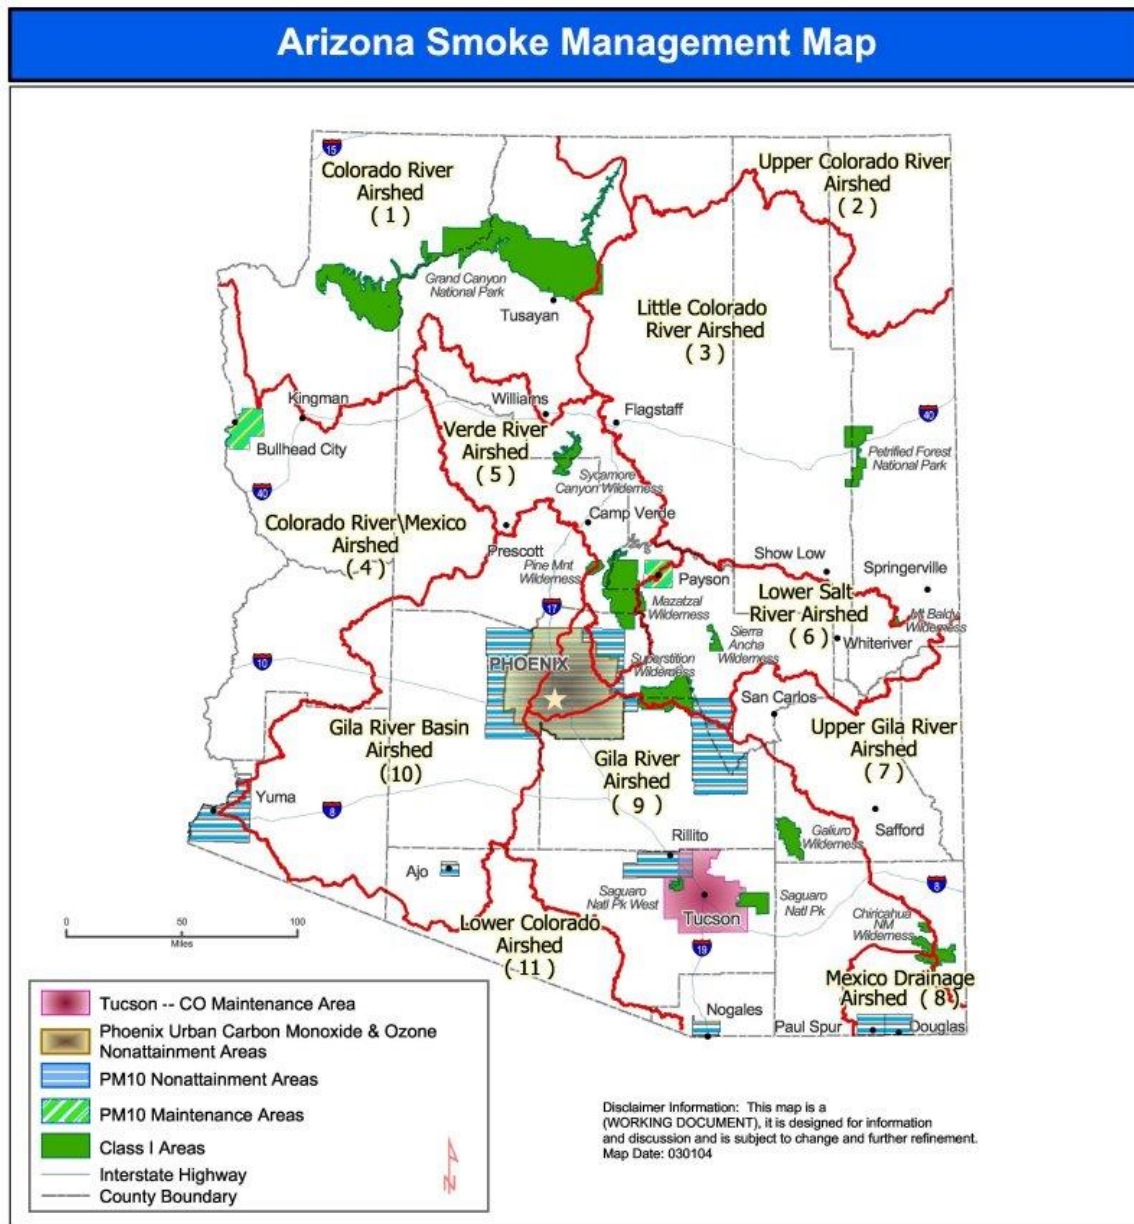 Arizona Smoke Management Map
15
Colorado River
Airshed
( 1 )
Upper Colorado River
Airshed
( 2 )
Grand Canyon
National Park
Tusayan
Little Colorado
River Airshed
( 3 )
Kingman
Williams
Flagstaff
40
Bullhead City
Verde River
Airshed
( 5 )
Petrified Forest
National Park
40
Sycamore
Canyon Wilderness
Colorado River\Mexico
Airshed
( 4 )
Camp Verde
Prescott
Pine Mnt
Wilderness
Payson
Show Low
Springerville
17
Mazatzal
Wilderness
Lower Salt
River Airshed
( 6 )
Mt Baldy
Wilderness
Sierra
Ancha
Wilderness
Whiteriver
10
PHOENIX
Superstition
Wilderness
San Carlos
Gila River Basin
Airshed
(10)
Gila River
Airshed
( 9 )
Upper Gila River
Airshed
( 7 )
Yuma
8
Rillito
Galiuro
Wilderness
Safford
Ajo
Saguaro
Natl Pk West
Tucson
Saguaro
Natl Pk
8
Chiricahua
NM
Wilderness
0
50
100
Miles
Lower Colorado
Airshed
( 11 )
19
Mexico Drainage
Airshed ( 8 )
Nogales
Paul Spur
Douglas
Tucson -- CO Maintenance Area
Phoenix Urban Carbon Monoxide & Ozone
Nonattainment Areas
PM10 Nonattainment Areas
PM10 Maintenance Areas
Class I Areas
Interstate Highway
County Boundary
N
Disclaimer Information: This map is a
(WORKING DOCUMENT), it is designed for information
and discussion and is subject to change and further refinement.
Map Date: 030104